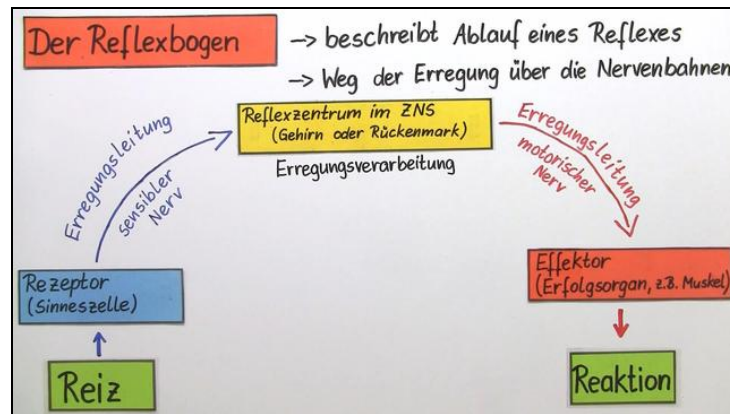 Der Reflexbogen
→ beschreibt Ablauf eines Reflexes
→ Weg der Erregung über die Nervenbahnen
Reflexzentrum im ZNS
(Gehirn oder Rückenmark)
Erregungsverarbeitung
Erregungsleitung
sensibler
Nerv
Erregungsleitung
motorischer
Nerv
Rezeptor
(Sinneszelle)
Effektor
(Erfolgsorgan, z.B. Muskel)
Reiz
Reaktion